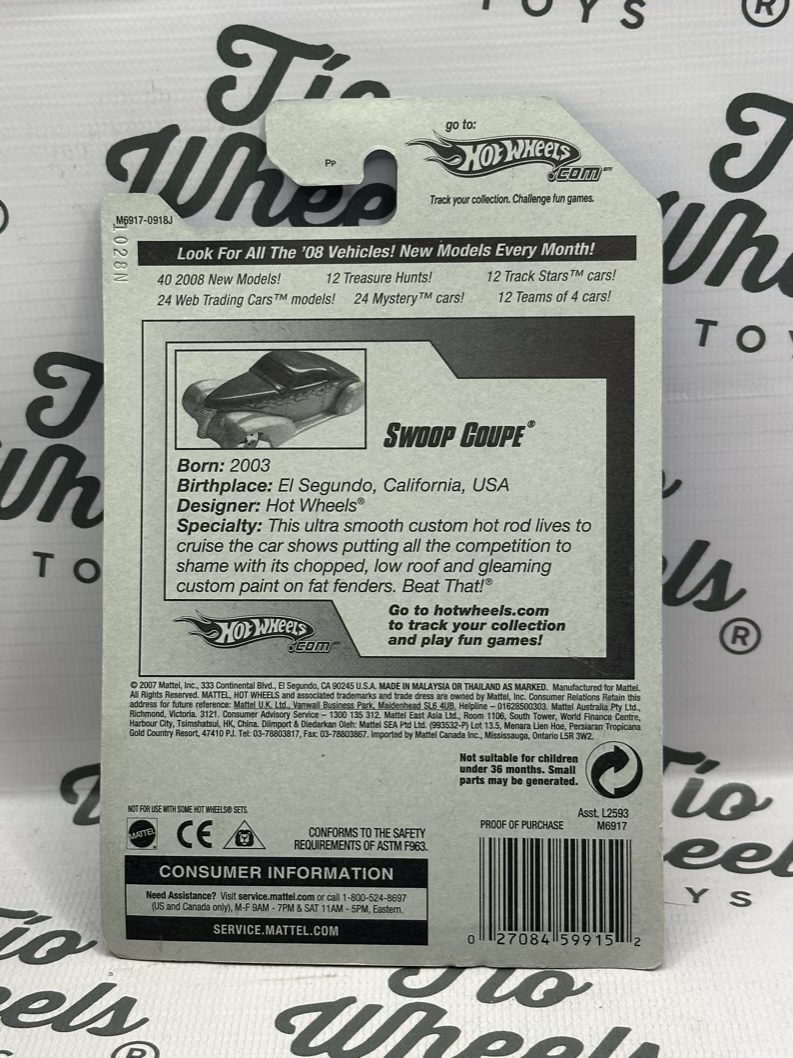 TOYS
®
Tío
Wheels
go to:
HOT WHEELS
.COM℠
Track your collection. Challenge fun games.
PP
M6917-0918J
1028N
Look For All The '08 Vehicles! New Models Every Month!
40 2008 New Models! 12 Treasure Hunts! 12 Track Stars™ cars!
24 Web Trading Cars™ models! 24 Mystery™ cars! 12 Teams of 4 cars!
SWOOP COUPE®
Born: 2003
Birthplace: El Segundo, California, USA
Designer: Hot Wheels®
Specialty: This ultra smooth custom hot rod lives to
cruise the car shows putting all the competition to
shame with its chopped, low roof and gleaming
custom paint on fat fenders. Beat That!®
HOT WHEELS
.COM℠
Go to hotwheels.com
to track your collection
and play fun games!
© 2007 Mattel, Inc., 333 Continental Blvd., El Segundo, CA 90245 U.S.A. MADE IN MALAYSIA OR THAILAND AS MARKED. Manufactured for Mattel.
All Rights Reserved. MATTEL, HOT WHEELS and associated trademarks and trade dress are owned by Mattel, Inc. Consumer Relations Retain this
address for future reference: Mattel U.K. Ltd., Vanwall Business Park, Maidenhead SL6 4UB. Helpline – 01628500303. Mattel Australia Pty Ltd.,
Richmond, Victoria. 3121. Consumer Advisory Service – 1300 135 312. Mattel East Asia Ltd., Room 1106, South Tower, World Finance Centre,
Harbour City, Tsimshatsui, HK, China. Diimport & Diedarkan Oleh: Mattel SEA Ptd Ltd. (993532-P) Lot 13.5, Menara Lien Hoe, Persiaran Tropicana
Gold Country Resort, 47410 PJ. Tel: 03-78803817, Fax: 03-78803867. Imported by Mattel Canada Inc., Mississauga, Ontario L5R 3W2.
Not suitable for children
under 36 months. Small
parts may be generated.
NOT FOR USE WITH SOME HOT WHEELS® SETS.
MATTEL
CE
CONFORMS TO THE SAFETY
REQUIREMENTS OF ASTM F963.
PROOF OF PURCHASE
Asst. L2593
M6917
CONSUMER INFORMATION
Need Assistance? Visit service.mattel.com or call 1-800-524-8697
(US and Canada only), M-F 9AM - 7PM & SAT 11AM - 5PM, Eastern.
SERVICE.MATTEL.COM
0 27084 59915 2